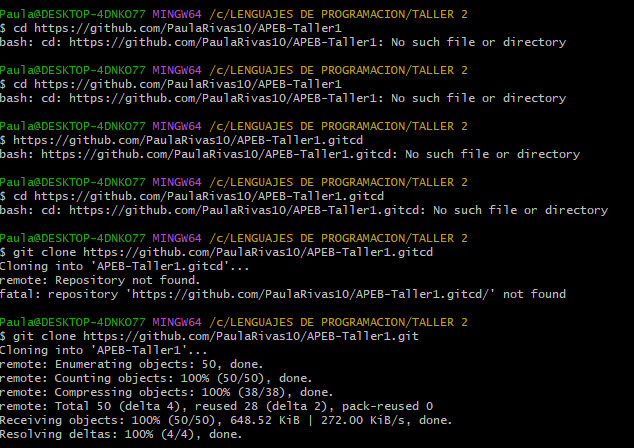 Paula@DESKTOP-4DNKO77 MINGW64 /c/LENGUAJES DE PROGRAMACION/TALLER 2
$ cd https://github.com/PaulaRivas10/APEB-Taller1
bash: cd: https://github.com/PaulaRivas10/APEB-Taller1: No such file or directory
Paula@DESKTOP-4DNKO77 MINGW64 /c/LENGUAJES DE PROGRAMACION/TALLER 2
$ cd https://github.com/PaulaRivas10/APEB-Taller1
bash: cd: https://github.com/PaulaRivas10/APEB-Taller1: No such file or directory
Paula@DESKTOP-4DNKO77 MINGW64 /c/LENGUAJES DE PROGRAMACION/TALLER 2
$ https://github.com/PaulaRivas10/APEB-Taller1.gitcd
bash: https://github.com/PaulaRivas10/APEB-Taller1.gitcd: No such file or directory
Paula@DESKTOP-4DNKO77 MINGW64 /c/LENGUAJES DE PROGRAMACION/TALLER 2
$ cd https://github.com/PaulaRivas10/APEB-Taller1.gitcd
bash: cd: https://github.com/PaulaRivas10/APEB-Taller1.gitcd: No such file or directory
Paula@DESKTOP-4DNKO77 MINGW64 /c/LENGUAJES DE PROGRAMACION/TALLER 2
$ git clone https://github.com/PaulaRivas10/APEB-Taller1.gitcd
Cloning into 'APEB-Taller1.gitcd'...
remote: Repository not found.
fatal: repository 'https://github.com/PaulaRivas10/APEB-Taller1.gitcd/' not found
Paula@DESKTOP-4DNKO77 MINGW64 /c/LENGUAJES DE PROGRAMACION/TALLER 2
$ git clone https://github.com/PaulaRivas10/APEB-Taller1.git
Cloning into 'APEB-Taller1'...
remote: Enumerating objects: 50, done.
remote: Counting objects: 100% (50/50), done.
remote: Compressing objects: 100% (38/38), done.
remote: Total 50 (delta 4), reused 28 (delta 2), pack-reused 0
Receiving objects: 100% (50/50), 648.52 KiB | 272.00 KiB/s, done.
Resolving deltas: 100% (4/4), done.